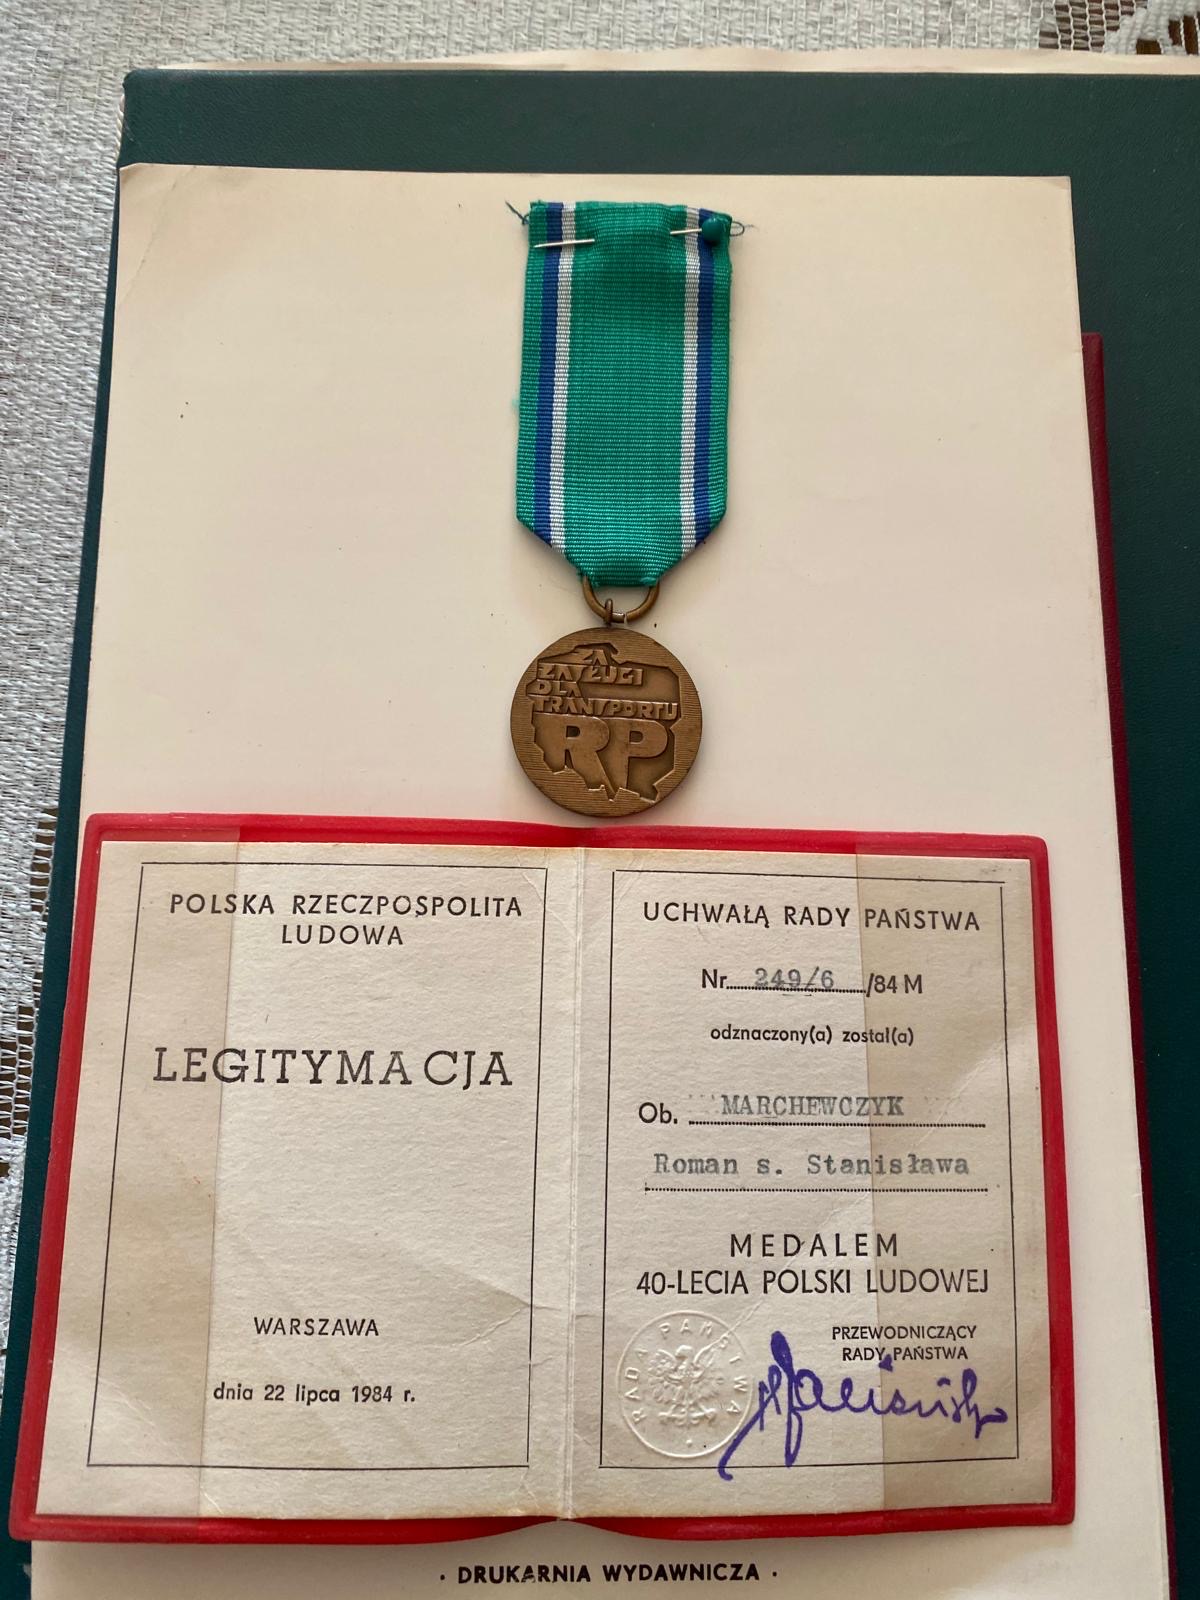 ZA
ZASŁUGI
DLA
TRANSPORTU
RP
POLSKA RZECZPOSPOLITA
LUDOWA
LEGITYMACJA
WARSZAWA
dnia 22 lipca 1984 r.
UCHWAŁĄ RADY PAŃSTWA
Nr 249/6 /84 M
odznaczony(a) został(a)
Ob. MARCHEWCZYK
Roman s. Stanisława
MEDALEM
40-LECIA POLSKI LUDOWEJ
PRZEWODNICZĄCY
RADY PAŃSTWA
RADA PAŃSTWA
H Jabłoński
· DRUKARNIA WYDAWNICZA ·